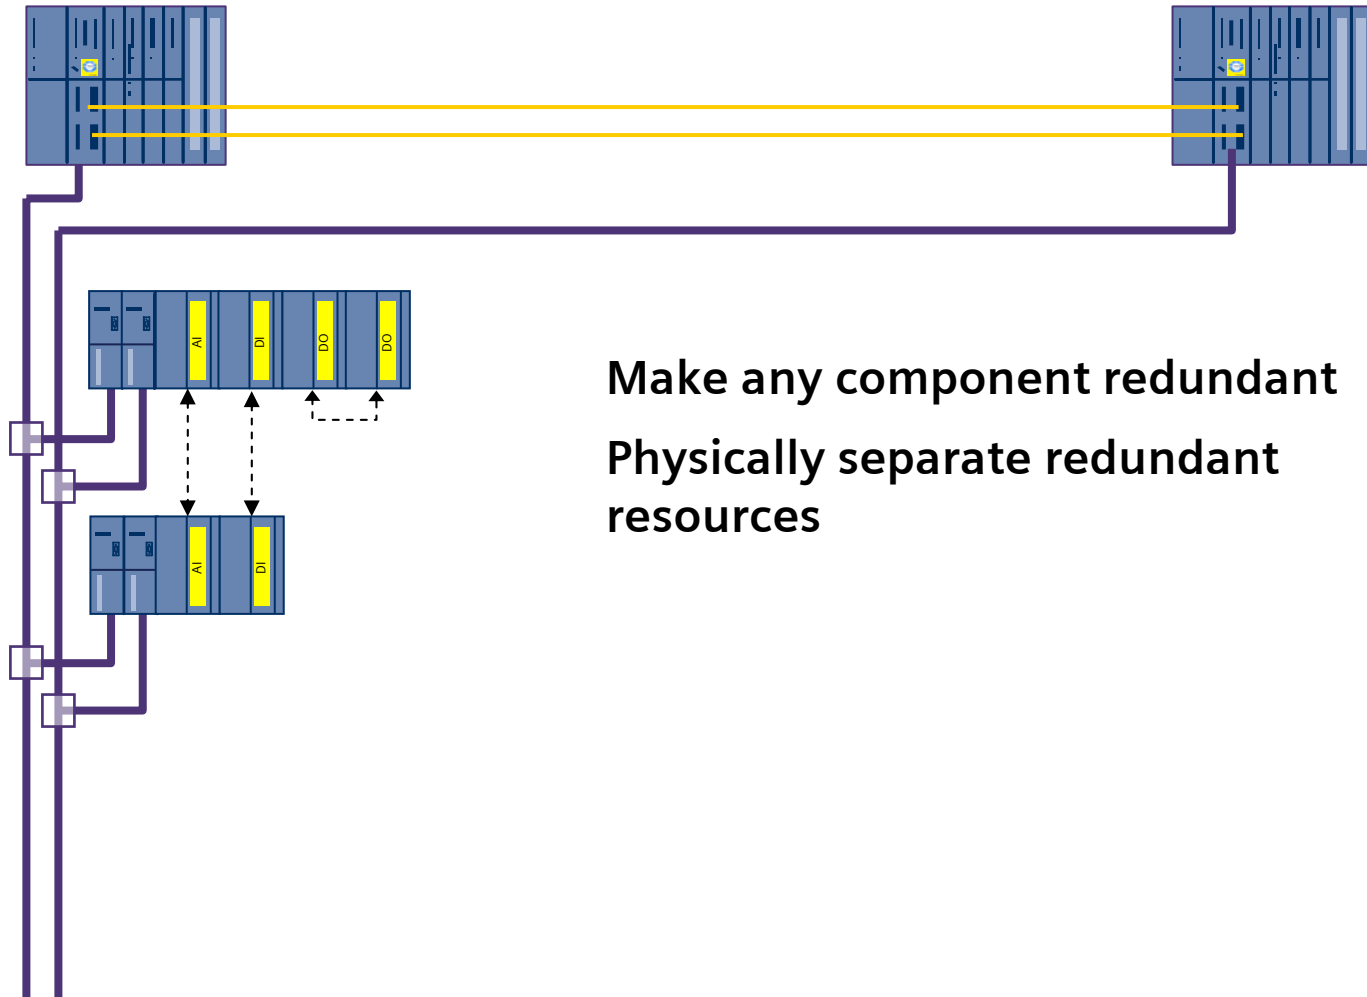 AI DI DO DO
Make any component redundant
Physically separate redundant
resources
AI DI